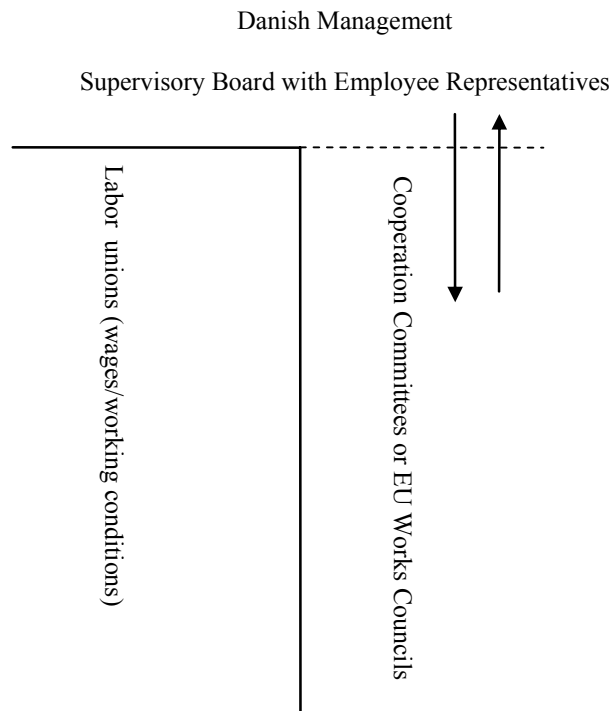 Danish Management
Supervisory Board with Employee Representatives
Labor unions (wages/working conditions)
Cooperation Committees or EU Works Councils